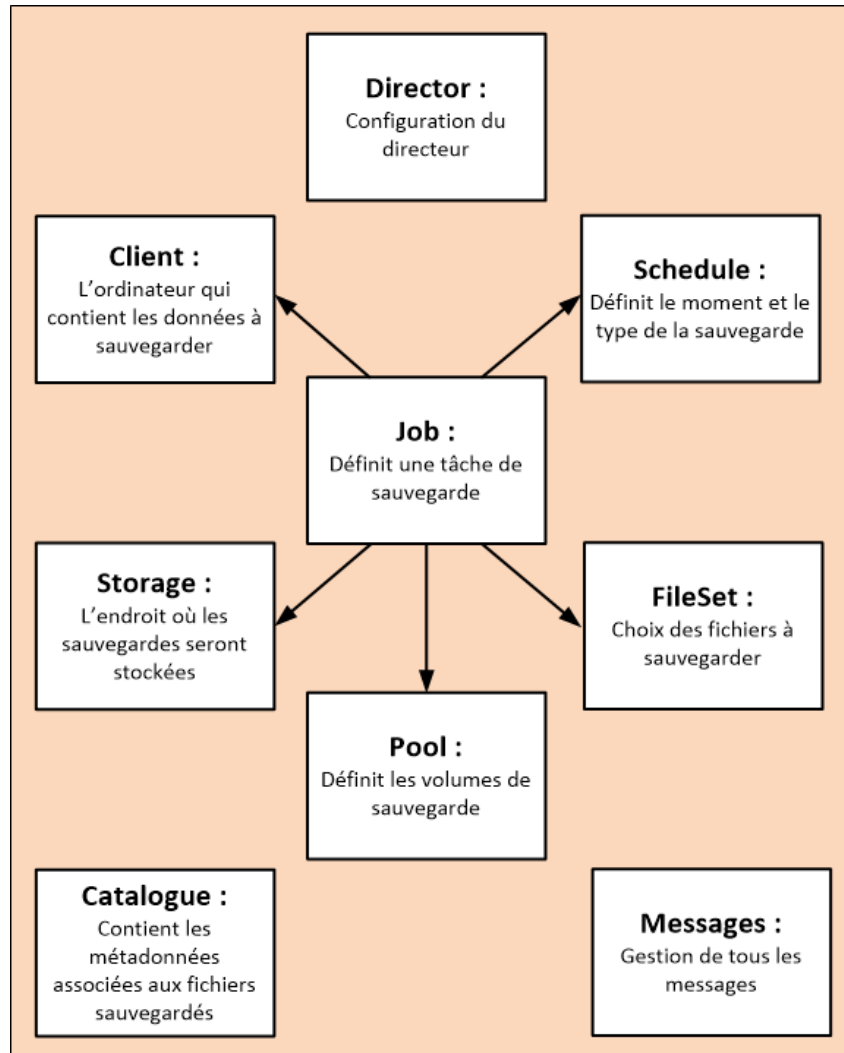 Director :
Configuration du
directeur
Client :
L’ordinateur qui
contient les données à
sauvegarder
Schedule :
Définit le moment et le
type de la sauvegarde
Job :
Définit une tâche de
sauvegarde
Storage :
L’endroit où les
sauvegardes seront
stockées
FileSet :
Choix des fichiers à
sauvegarder
Pool :
Définit les volumes de
sauvegarde
Catalogue :
Contient les
métadonnées
associées aux fichiers
sauvegardés
Messages :
Gestion de tous les
messages